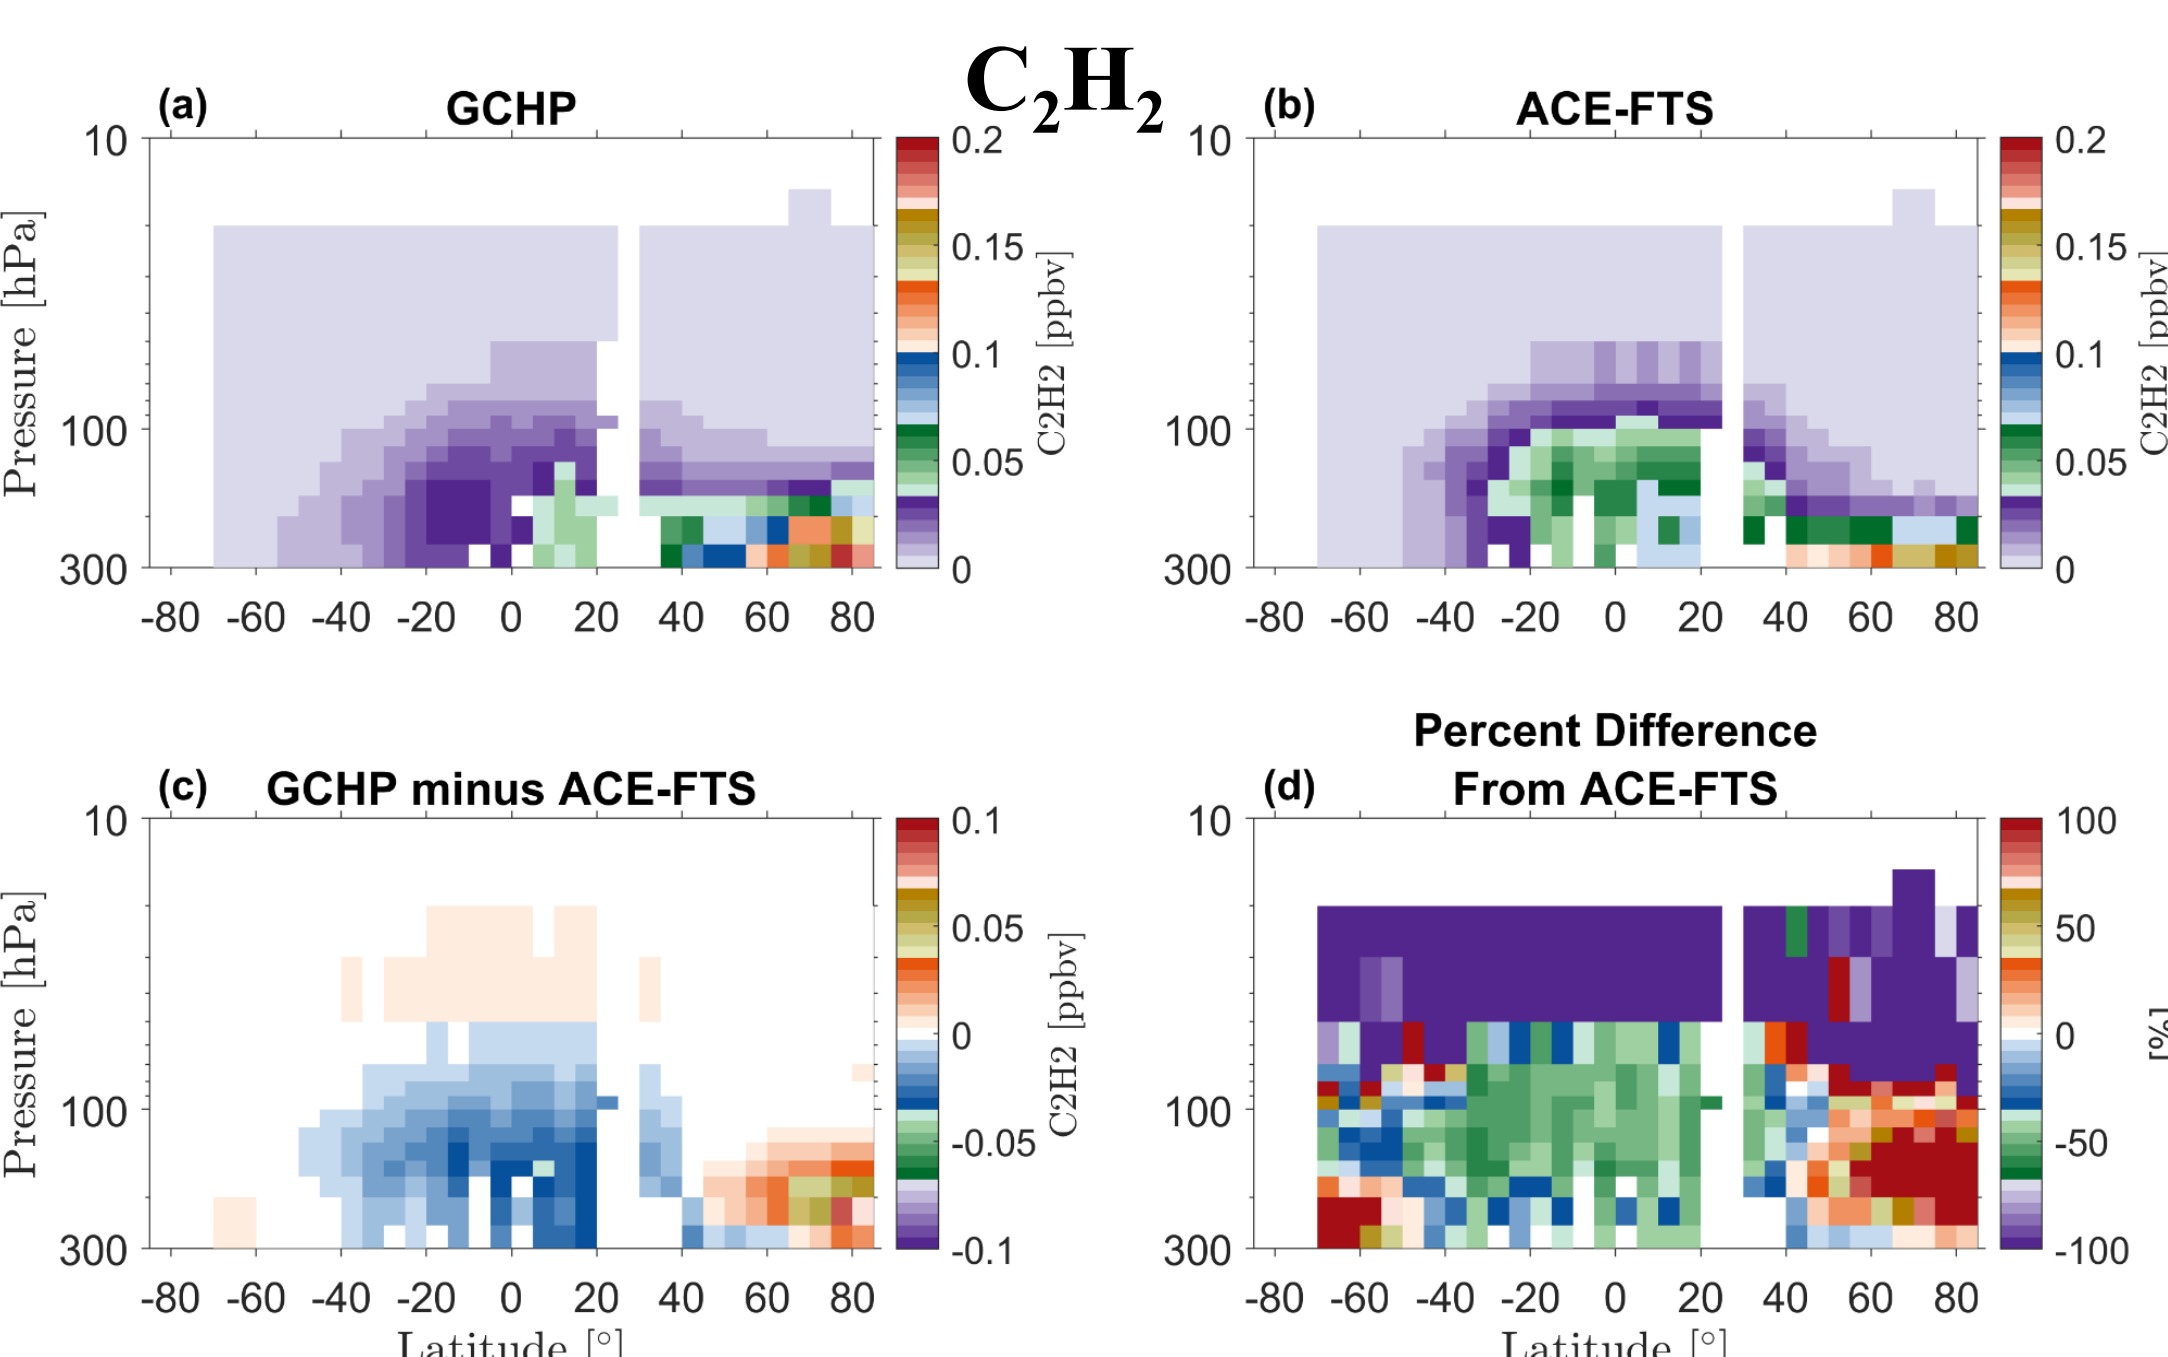 C2H2
(a) GCHP
10
100
300
Pressure [hPa]
-80 -60 -40 -20 0 20 40 60 80
0.2
0.15
0.1
0.05
0
C2H2 [ppbv]
(b) ACE-FTS
10
100
300
-80 -60 -40 -20 0 20 40 60 80
0.2
0.15
0.1
0.05
0
C2H2 [ppbv]
(c) GCHP minus ACE-FTS
10
100
300
Pressure [hPa]
-80 -60 -40 -20 0 20 40 60 80
Latitude [°]
0.1
0.05
0
-0.05
-0.1
C2H2 [ppbv]
Percent Difference
(d) From ACE-FTS
10
100
300
-80 -60 -40 -20 0 20 40 60 80
Latitude [°]
100
50
0
-50
-100
[%]